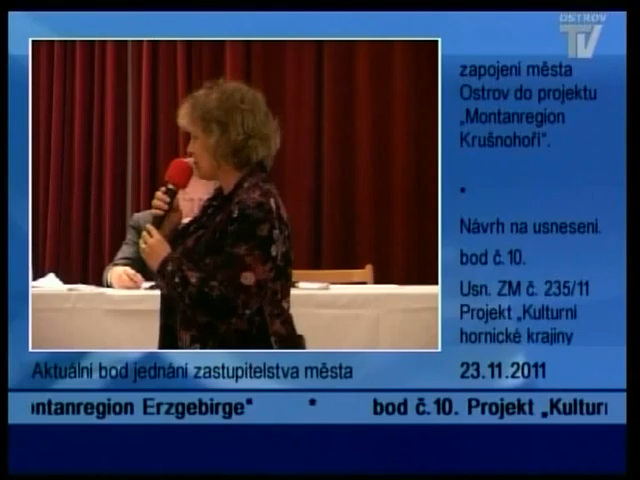 OSTROV
TV
zapojení města
Ostrov do projektu
„Montanregion
Krušnohoří“.
*
Návrh na usnesení.
bod č.10.
Usn. ZM č. 235/11
Projekt „Kulturní
hornické krajiny
Aktuální bod jednání zastupitelstva města
23.11.2011
ontanregion Erzgebirge“ * bod č.10. Projekt „Kulturn